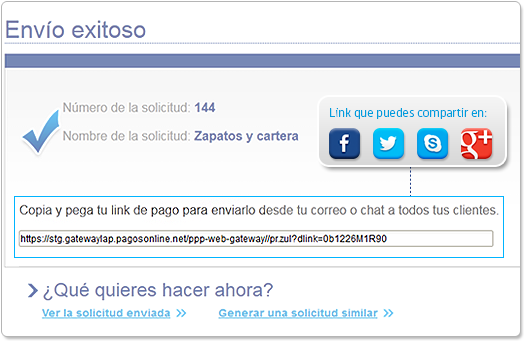 Envío exitoso
Número de la solicitud: 144
Nombre de la solicitud: Zapatos y cartera
Link que puedes compartir en:
Copia y pega tu link de pago para enviarlo desde tu correo o chat a todos tus clientes.
https://stg.gatewaylap.pagosonline.net/ppp-web-gateway//pr.zul?dlink=0b1226M1R90
¿Qué quieres hacer ahora?
Ver la solicitud enviada »
Generar una solicitud similar »